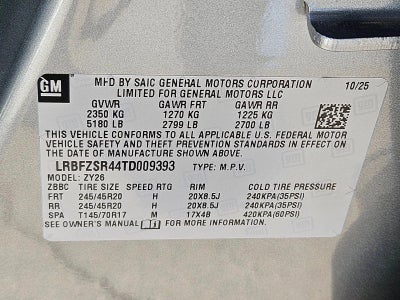 GM
MFD BY SAIC GENERAL MOTORS CORPORATION
LIMITED FOR GENERAL MOTORS LLC
10/25
GVWR GAWR FRT GAWR RR
2350 KG 1270 KG 1225 KG
5180 LB 2799 LB 2700 LB
THIS VEHICLE CONFORMS TO ALL APPLICABLE U.S. FEDERAL MOTOR
VEHICLE SAFETY AND THEFT PREVENTION STANDARDS IN EFFECT ON THE
DATE OF MANUFACTURE SHOWN ABOVE.
LRBFZSR44TD009393 TYPE: M.P.V.
MODEL: ZY26
ZBBC TIRE SIZE SPEED RTG RIM COLD TIRE PRESSURE
FRT 245/45R20 H 20X8.5J 240KPA(35PSI)
RR 245/45R20 H 20X8.5J 240KPA(35PSI)
SPA T145/70R17 M 17X4B 420KPA(60PSI)
SEE OWNER'S MANUAL FOR MORE INFORMATION.